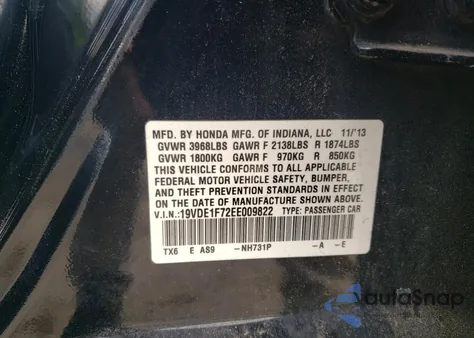 MFD. BY HONDA MFG. OF INDIANA, LLC 11/'13
GVWR 3968LBS GAWR F 2138LBS R 1874LBS
GVWR 1800KG GAWR F 970KG R 850KG
THIS VEHICLE CONFORMS TO ALL APPLICABLE
FEDERAL MOTOR VEHICLE SAFETY, BUMPER,
AND THEFT PREVENTION STANDARDS IN EFFECT ON
THE DATE OF MANUFACTURE SHOWN ABOVE.
V.I.N.:19VDE1F72EE009822 TYPE: PASSENGER CAR
TX6 E AS9 -NH731P -A -E
autoSnap